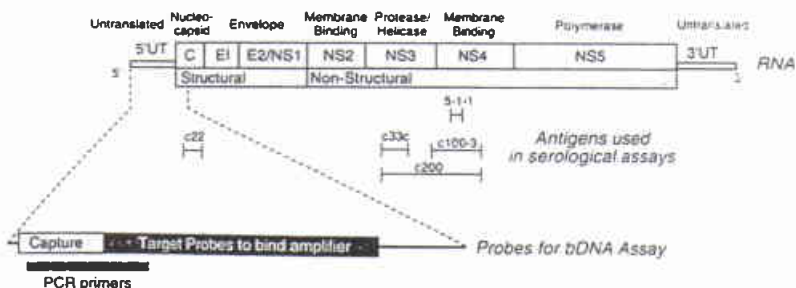 Untranslated Nucleo-capsid Envelope Membrane Binding Protease/Helicase Membrane Binding Polymerase Untranslated
5'UT C EI E2/NS1 NS2 NS3 NS4 NS5 3'UT
5' RNA
Structural Non-Structural
5-1-1
c22 c33c c100-3 Antigens used
c200 in serological assays
Capture Target Probes to bind amplifier Probes for bDNA Assay
PCR primers